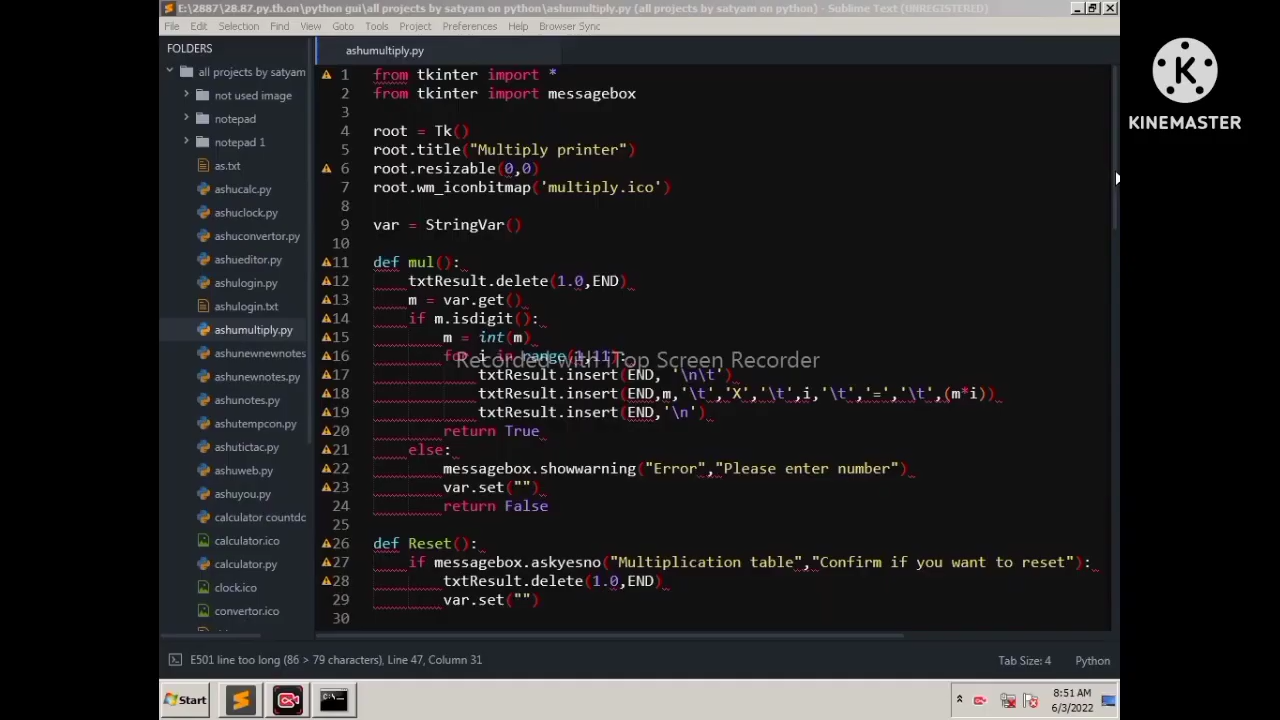 E:\2887\28.87.py.th.on\python gui\all projects by satyam on python\ashumultiply.py (all projects by satyam on python) - Sublime Text (UNREGISTERED)
File Edit Selection Find View Goto Tools Project Preferences Help Browser Sync
FOLDERS
all projects by satyam
not used image
notepad
notepad 1
as.txt
ashucalc.py
ashuclock.py
ashuconvertor.py
ashueditor.py
ashulogin.py
ashulogin.txt
ashumultiply.py
ashunewnewnotes
ashunewnotes.py
ashunotes.py
ashutempcon.py
ashutictac.py
ashuweb.py
ashuyou.py
calculator countdc
calculator.ico
calculator.py
clock.ico
convertor.ico
ashumultiply.py
1 from tkinter import *
2 from tkinter import messagebox
3
4 root = Tk()
5 root.title("Multiply printer")
6 root.resizable(0,0)
7 root.wm_iconbitmap('multiply.ico')
8
9 var = StringVar()
10
11 def mul():
12 txtResult.delete(1.0,END)
13 m = var.get()
14 if m.isdigit():
15 m = int(m)
16 for i in range(1,11):
17 txtResult.insert(END, '\n\t')
18 txtResult.insert(END,m,'\t','X','\t',i,'\t','=','\t',(m*i))
19 txtResult.insert(END,'\n')
20 return True
21 else:
22 messagebox.showwarning("Error","Please enter number")
23 var.set("")
24 return False
25
26 def Reset():
27 if messagebox.askyesno("Multiplication table","Confirm if you want to reset"):
28 txtResult.delete(1.0,END)
29 var.set("")
30
Recorded with iTop Screen Recorder
E501 line too long (86 > 79 characters), Line 47, Column 31
Tab Size: 4
Python
Start
8:51 AM
6/3/2022
K
KINEMASTER